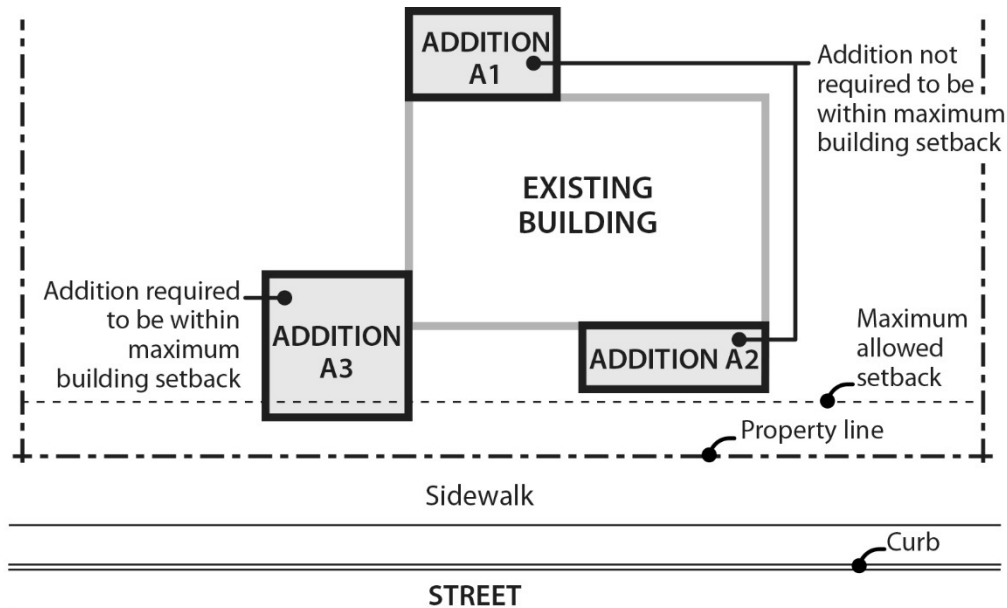 ADDITION
A1
Addition not
required to be
within maximum
building setback
EXISTING
BUILDING
Addition required
to be within
maximum
building setback
ADDITION
A3
ADDITION A2
Maximum
allowed
setback
Property line
Sidewalk
Curb
STREET